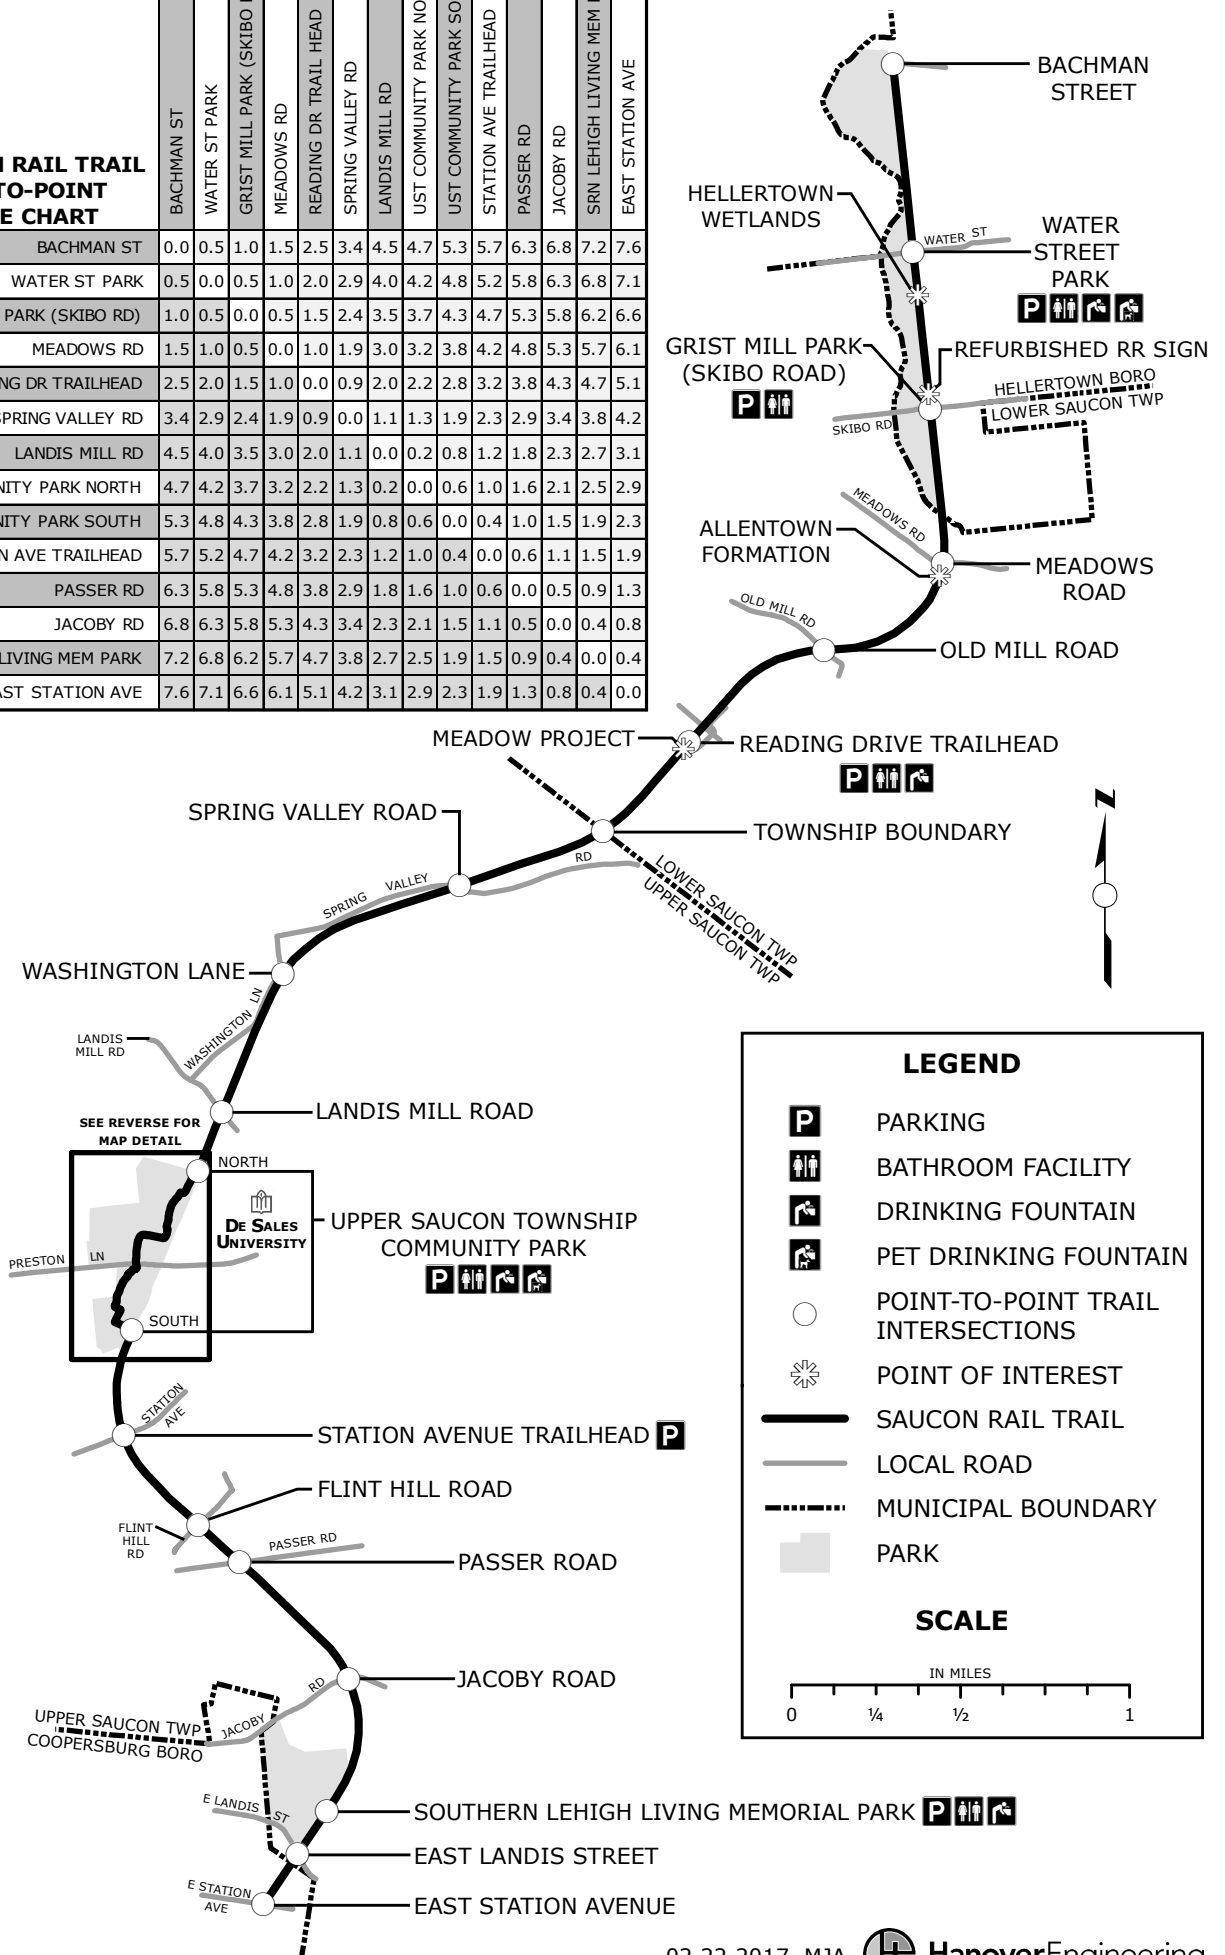 RAIL TRAIL
TO-POINT
CHART
BACHMAN ST
WATER ST PARK
GRIST MILL PARK (SKIBO
MEADOWS RD
READING DR TRAIL HEAD
SPRING VALLEY RD
LANDIS MILL RD
UST COMMUNITY PARK NO
UST COMMUNITY PARK SO
STATION AVE TRAILHEAD
PASSER RD
JACOBY RD
SRN LEHIGH LIVING MEM
EAST STATION AVE
BACHMAN ST 0.0 0.5 1.0 1.5 2.5 3.4 4.5 4.7 5.3 5.7 6.3 6.8 7.2 7.6
WATER ST PARK 0.5 0.0 0.5 1.0 2.0 2.9 4.0 4.2 4.8 5.2 5.8 6.3 6.8 7.1
PARK (SKIBO RD) 1.0 0.5 0.0 0.5 1.5 2.4 3.5 3.7 4.3 4.7 5.3 5.8 6.2 6.6
MEADOWS RD 1.5 1.0 0.5 0.0 1.0 1.9 3.0 3.2 3.8 4.2 4.8 5.3 5.7 6.1
NG DR TRAILHEAD 2.5 2.0 1.5 1.0 0.0 0.9 2.0 2.2 2.8 3.2 3.8 4.3 4.7 5.1
SPRING VALLEY RD 3.4 2.9 2.4 1.9 0.9 0.0 1.1 1.3 1.9 2.3 2.9 3.4 3.8 4.2
LANDIS MILL RD 4.5 4.0 3.5 3.0 2.0 1.1 0.0 0.2 0.8 1.2 1.8 2.3 2.7 3.1
NITY PARK NORTH 4.7 4.2 3.7 3.2 2.2 1.3 0.2 0.0 0.6 1.0 1.6 2.1 2.5 2.9
NITY PARK SOUTH 5.3 4.8 4.3 3.8 2.8 1.9 0.8 0.6 0.0 0.4 1.0 1.5 1.9 2.3
N AVE TRAILHEAD 5.7 5.2 4.7 4.2 3.2 2.3 1.2 1.0 0.4 0.0 0.6 1.1 1.5 1.9
PASSER RD 6.3 5.8 5.3 4.8 3.8 2.9 1.8 1.6 1.0 0.6 0.0 0.5 0.9 1.3
JACOBY RD 6.8 6.3 5.8 5.3 4.3 3.4 2.3 2.1 1.5 1.1 0.5 0.0 0.4 0.8
LIVING MEM PARK 7.2 6.8 6.2 5.7 4.7 3.8 2.7 2.5 1.9 1.5 0.9 0.4 0.0 0.4
AST STATION AVE 7.6 7.1 6.6 6.1 5.1 4.2 3.1 2.9 2.3 1.9 1.3 0.8 0.4 0.0
BACHMAN
STREET
HELLERTOWN
WETLANDS
WATER ST
WATER
STREET
PARK
P
GRIST MILL PARK
(SKIBO ROAD)
P
REFURBISHED RR SIGN
HELLERTOWN BORO
LOWER SAUCON TWP
SKIBO RD
MEADOWS RD
ALLENTOWN
FORMATION
MEADOWS
ROAD
OLD MILL RD
OLD MILL ROAD
MEADOW PROJECT
READING DRIVE TRAILHEAD
P
Z
SPRING VALLEY ROAD
TOWNSHIP BOUNDARY
SPRING VALLEY RD
LOWER SAUCON TWP
UPPER SAUCON TWP
WASHINGTON LANE
WASHINGTON LN
LANDIS
MILL RD
LANDIS MILL ROAD
SEE REVERSE FOR
MAP DETAIL
NORTH
DE SALES
UNIVERSITY
UPPER SAUCON TOWNSHIP
COMMUNITY PARK
P
PRESTON LN
SOUTH
STATION
AVE
STATION AVENUE TRAILHEAD P
FLINT HILL ROAD
FLINT
HILL
RD
PASSER RD
PASSER ROAD
JACOBY ROAD
JACOBY RD
UPPER SAUCON TWP
COOPERSBURG BORO
E LANDIS ST
SOUTHERN LEHIGH LIVING MEMORIAL PARK P
EAST LANDIS STREET
E STATION
AVE
EAST STATION AVENUE
LEGEND
P PARKING
BATHROOM FACILITY
DRINKING FOUNTAIN
PET DRINKING FOUNTAIN
POINT-TO-POINT TRAIL
INTERSECTIONS
POINT OF INTEREST
SAUCON RAIL TRAIL
LOCAL ROAD
MUNICIPAL BOUNDARY
PARK
SCALE
IN MILES
0 ¼ ½ 1
HanoverEngineering